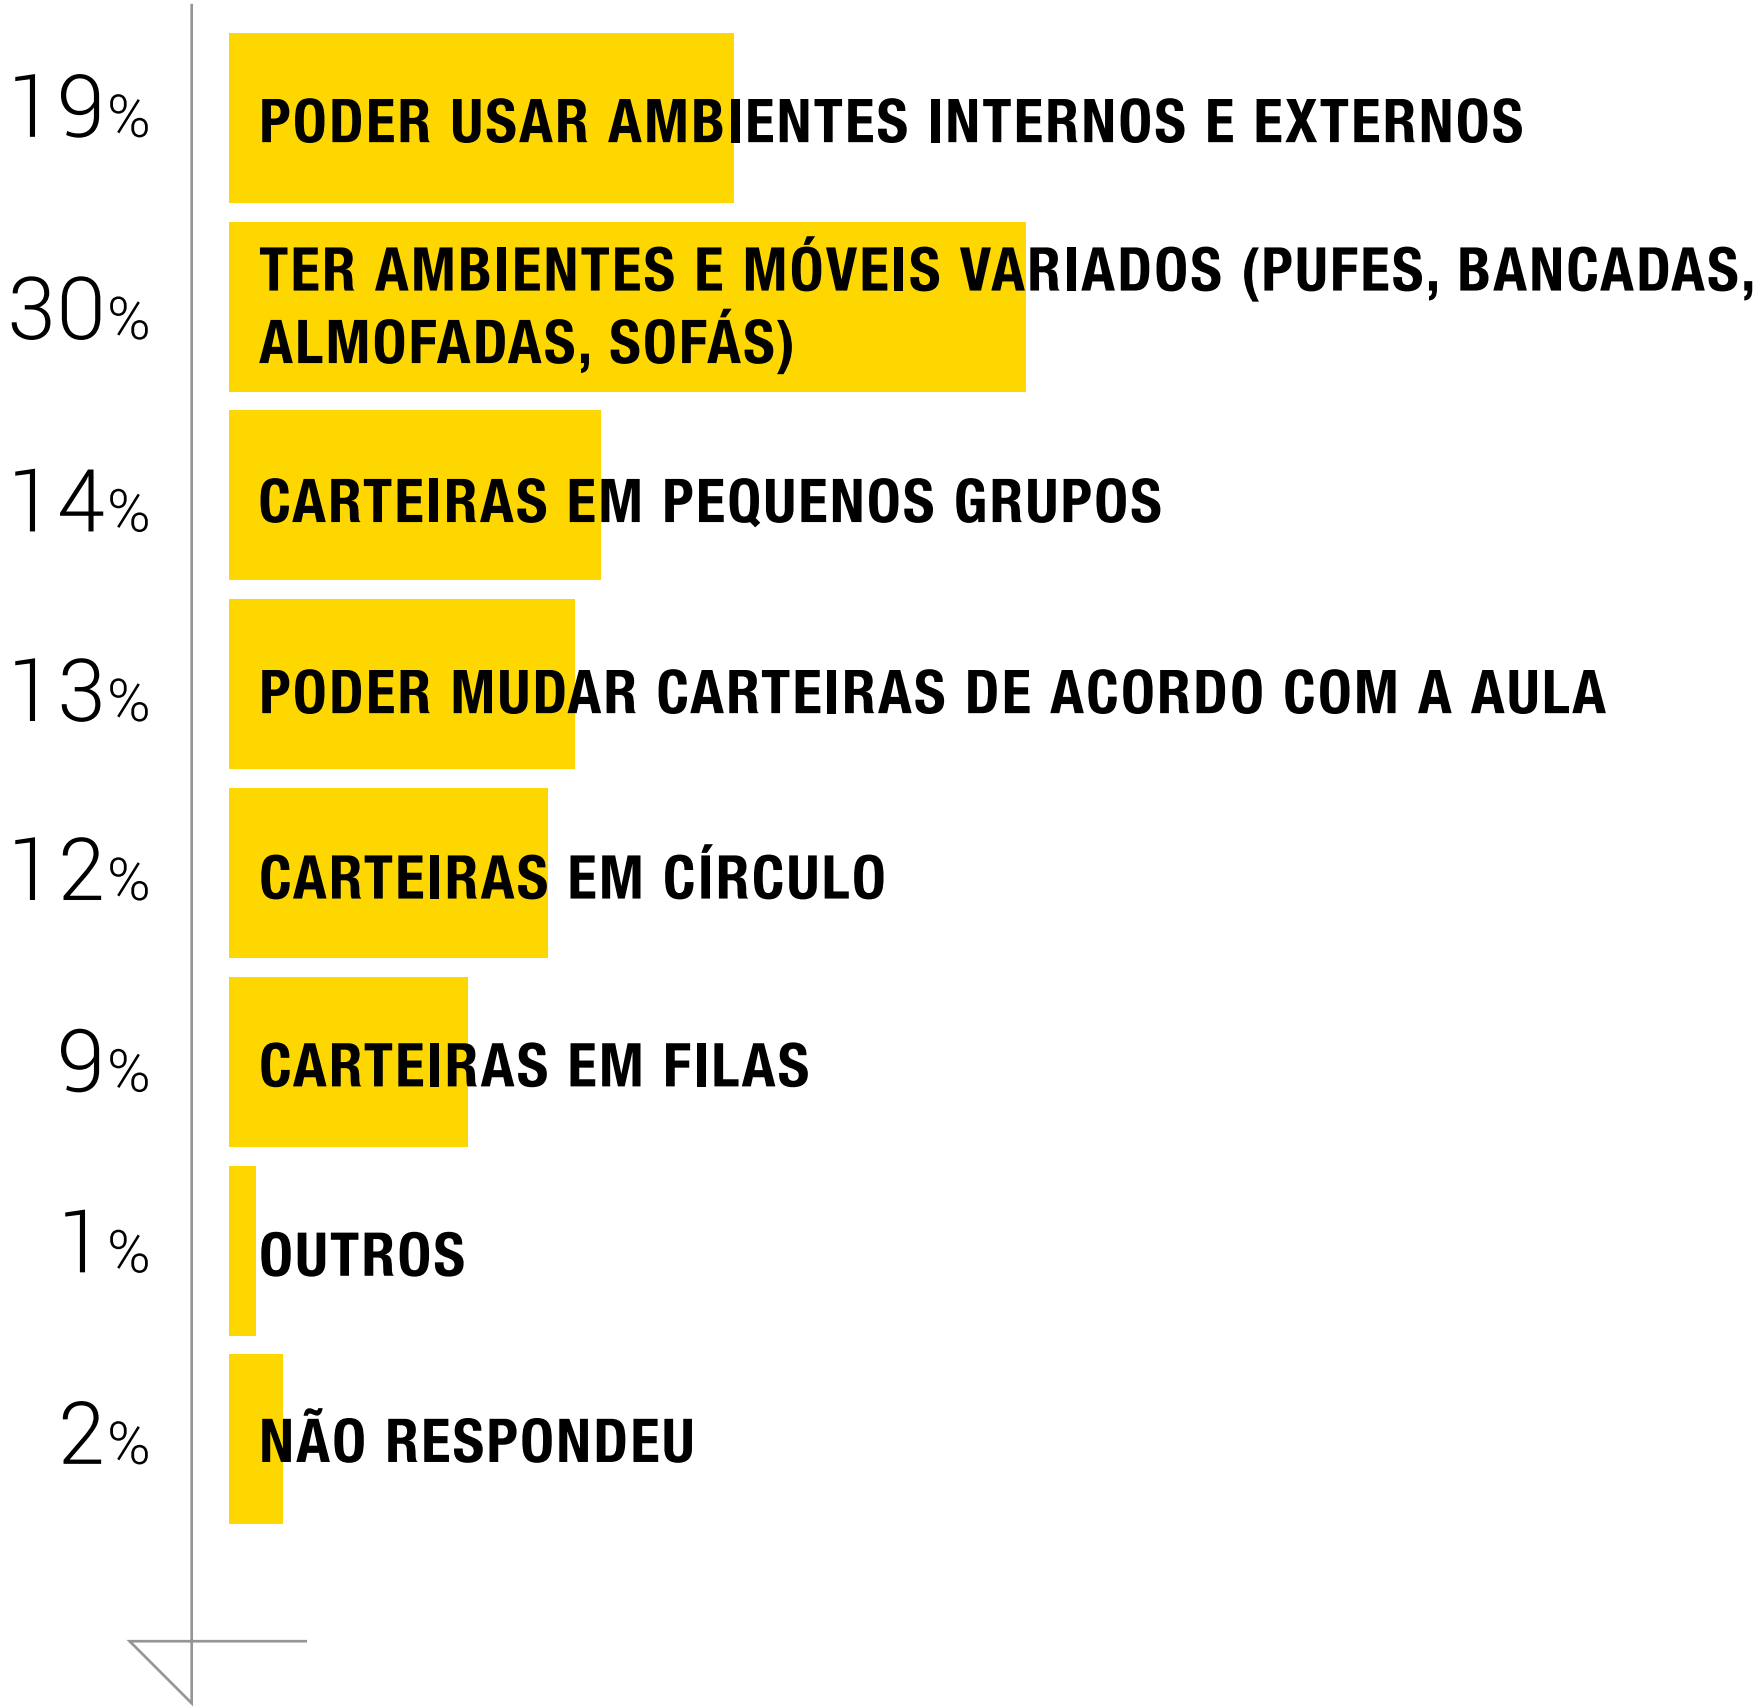 19% PODER USAR AMBIENTES INTERNOS E EXTERNOS
30% TER AMBIENTES E MÓVEIS VARIADOS (PUFES, BANCADAS,
ALMOFADAS, SOFÁS)
14% CARTEIRAS EM PEQUENOS GRUPOS
13% PODER MUDAR CARTEIRAS DE ACORDO COM A AULA
12% CARTEIRAS EM CÍRCULO
9% CARTEIRAS EM FILAS
1% OUTROS
2% NÃO RESPONDEU